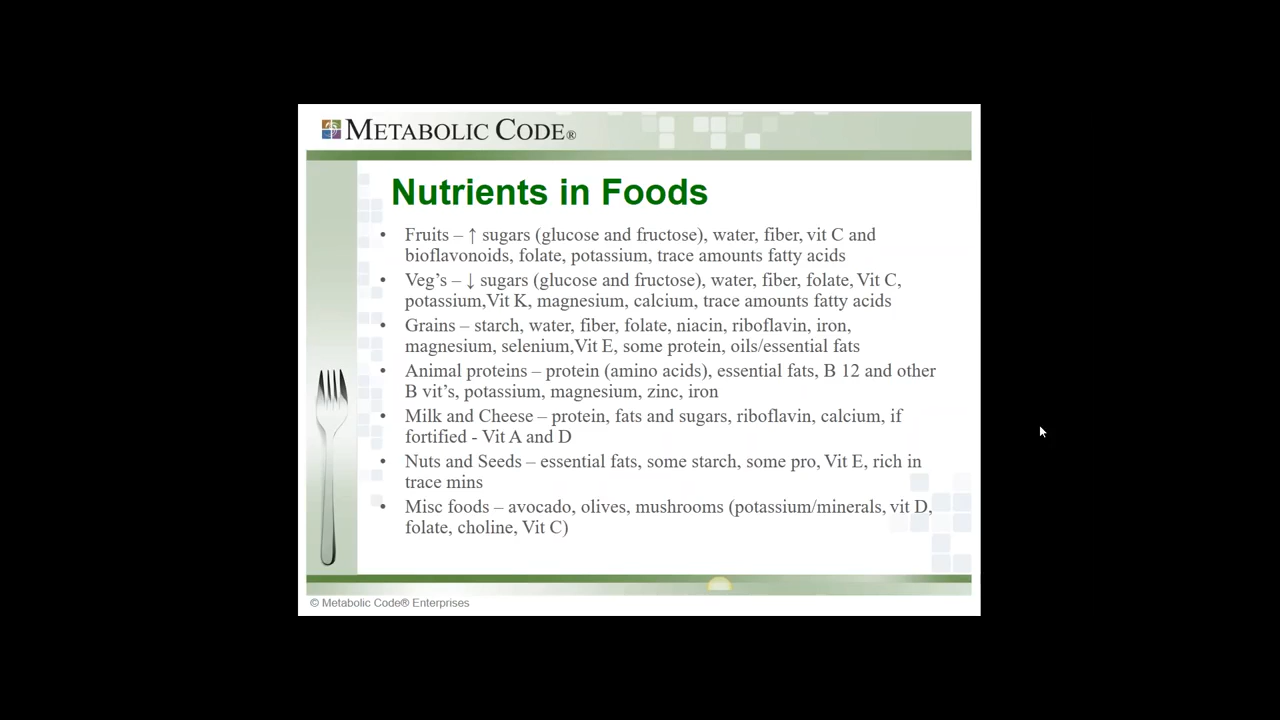 METABOLIC CODE®
Nutrients in Foods
• Fruits – ↑ sugars (glucose and fructose), water, fiber, vit C and
bioflavonoids, folate, potassium, trace amounts fatty acids
• Veg’s – ↓ sugars (glucose and fructose), water, fiber, folate, Vit C,
potassium,Vit K, magnesium, calcium, trace amounts fatty acids
• Grains – starch, water, fiber, folate, niacin, riboflavin, iron,
magnesium, selenium,Vit E, some protein, oils/essential fats
• Animal proteins – protein (amino acids), essential fats, B 12 and other
B vit’s, potassium, magnesium, zinc, iron
• Milk and Cheese – protein, fats and sugars, riboflavin, calcium, if
fortified - Vit A and D
• Nuts and Seeds – essential fats, some starch, some pro, Vit E, rich in
trace mins
• Misc foods – avocado, olives, mushrooms (potassium/minerals, vit D,
folate, choline, Vit C)
© Metabolic Code® Enterprises